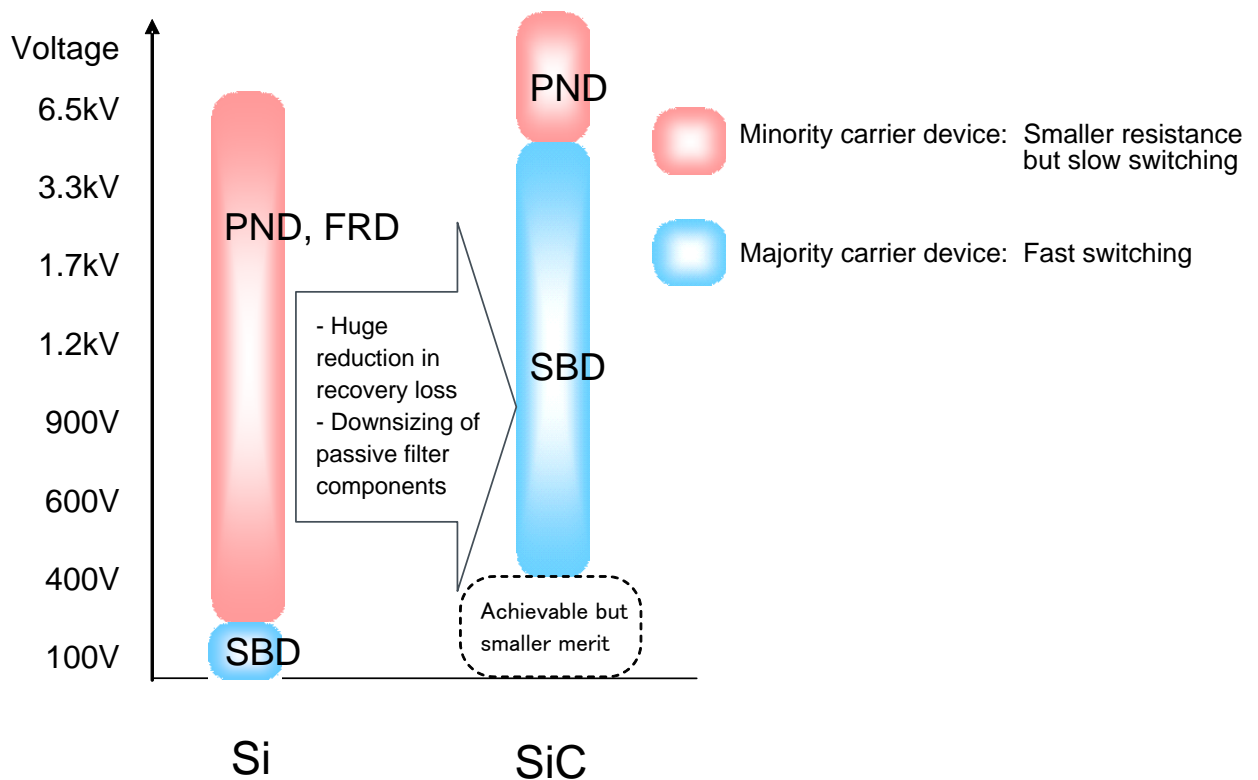 Voltage
6.5kV
3.3kV
1.7kV
1.2kV
900V
600V
400V
100V
PND, FRD
SBD
Si
- Huge
reduction in
recovery loss
- Downsizing of
passive filter
components
PND
SBD
Achievable but
smaller merit
SiC
Minority carrier device: Smaller resistance
but slow switching
Majority carrier device: Fast switching